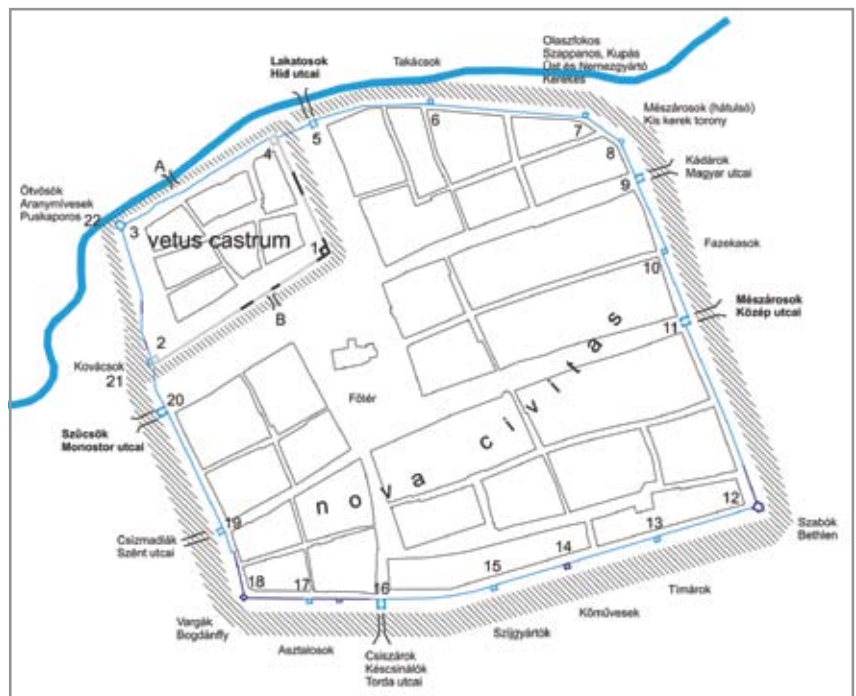 Olaszfokos
Szappanos, Kupás
Üst és Nemezgyártó
Kerekes
Lakatosok
Híd utcai
Takácsok
Mészárosok (hátulsó)
Kis kerek torony
Kádárok
Magyar utcai
Ötvösök
Aranymívesek
Puskaporos
22
A
3
4
5
6
7
8
9
vetus castrum
1
B
Fazekasok
10
Mészárosok
Közép utcai
11
2
Kovácsok
21
20
Főtér
Szűcsök
Monostor utcai
nova civitas
19
Csizmadiák
Szént utcai
12
13
14
15
16
17
18
Szabók
Bethlen
Tímárok
Kőművesek
Szíjgyártók
Vargák
Bogdánffy
Asztalosok
Csiszárok
Késcsinálók
Torda utcai